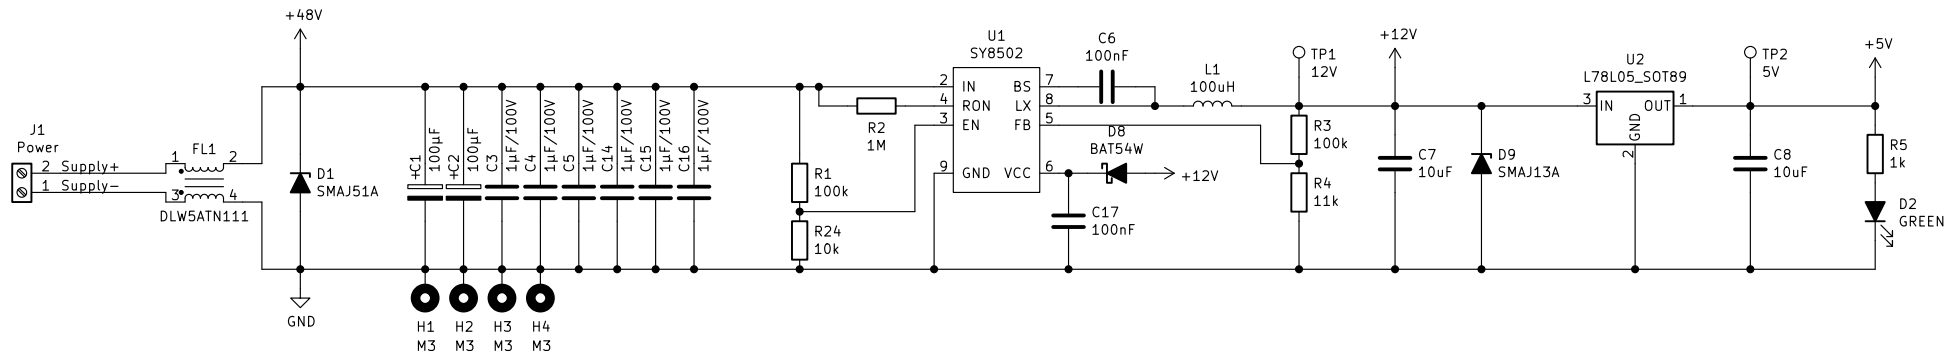 +48V
J1
Power
2 Supply+
1 Supply-
FL1
1 2
3 4
DLW5ATN111
D1
SMAJ51A
GND
+C1
100µF
+C2
100µF
C3
1µF/100V
C4
1µF/100V
C5
1µF/100V
C14
1µF/100V
C15
1µF/100V
C16
1µF/100V
H1
M3
H2
M3
H3
M3
H4
M3
R1
100k
R24
10k
R2
1M
U1
SY8502
2 IN BS 7
4 RON LX 8
3 EN FB 5
9 GND VCC 6
C6
100nF
L1
100uH
D8
BAT54W
+12V
C17
100nF
TP1
12V
R3
100k
R4
11k
+12V
C7
10uF
D9
SMAJ13A
U2
L78L05_SOT89
3 IN OUT 1
GND
2
TP2
5V
C8
10uF
+5V
R5
1k
D2
GREEN